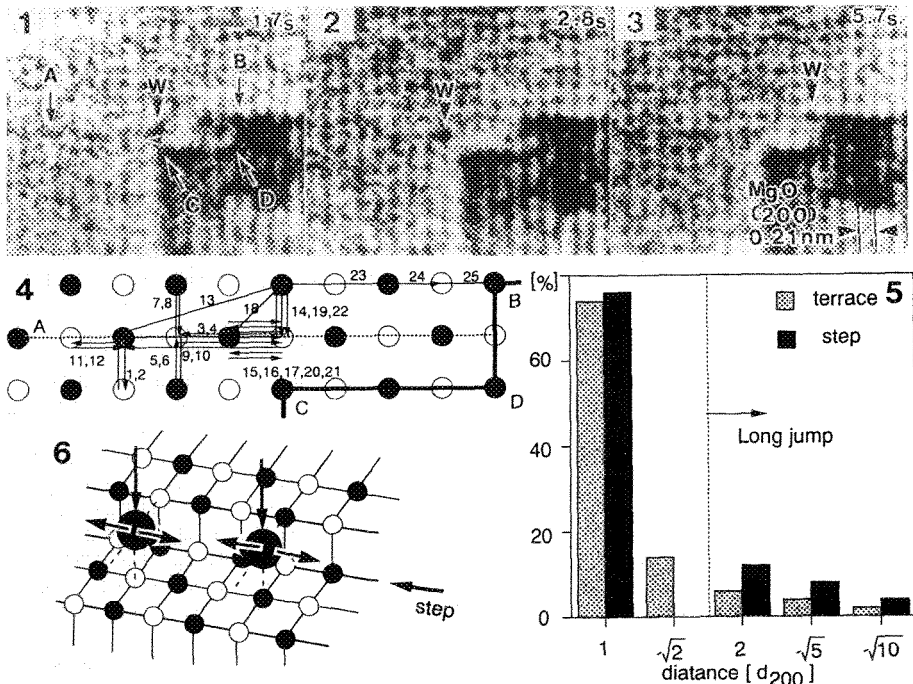 1
1.7s
A
W
B
C
D
2
2.8s
W
3
5.7s
W
MgO
(200)
0.21nm
4
A
7,8
13
18
23
24
25
B
14,19,22
3,4
11,12
1,2
5,6
9,10
15,16,17,20,21
C
D
6
step
[%]
5
terrace
step
Long jump
60
40
20
0
1
√2
2
√5
√10
diatance [ d200 ]